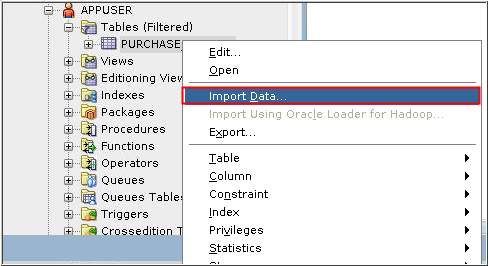 APPUSER
Tables (Filtered)
PURCHASE
Views
Editioning View
Indexes
Packages
Procedures
Functions
Operators
Queues
Queues Tables
Triggers
Crossedition T
Edit...
Open
Import Data...
Import Using Oracle Loader for Hadoop...
Export...
Table
Column
Constraint
Index
Privileges
Statistics